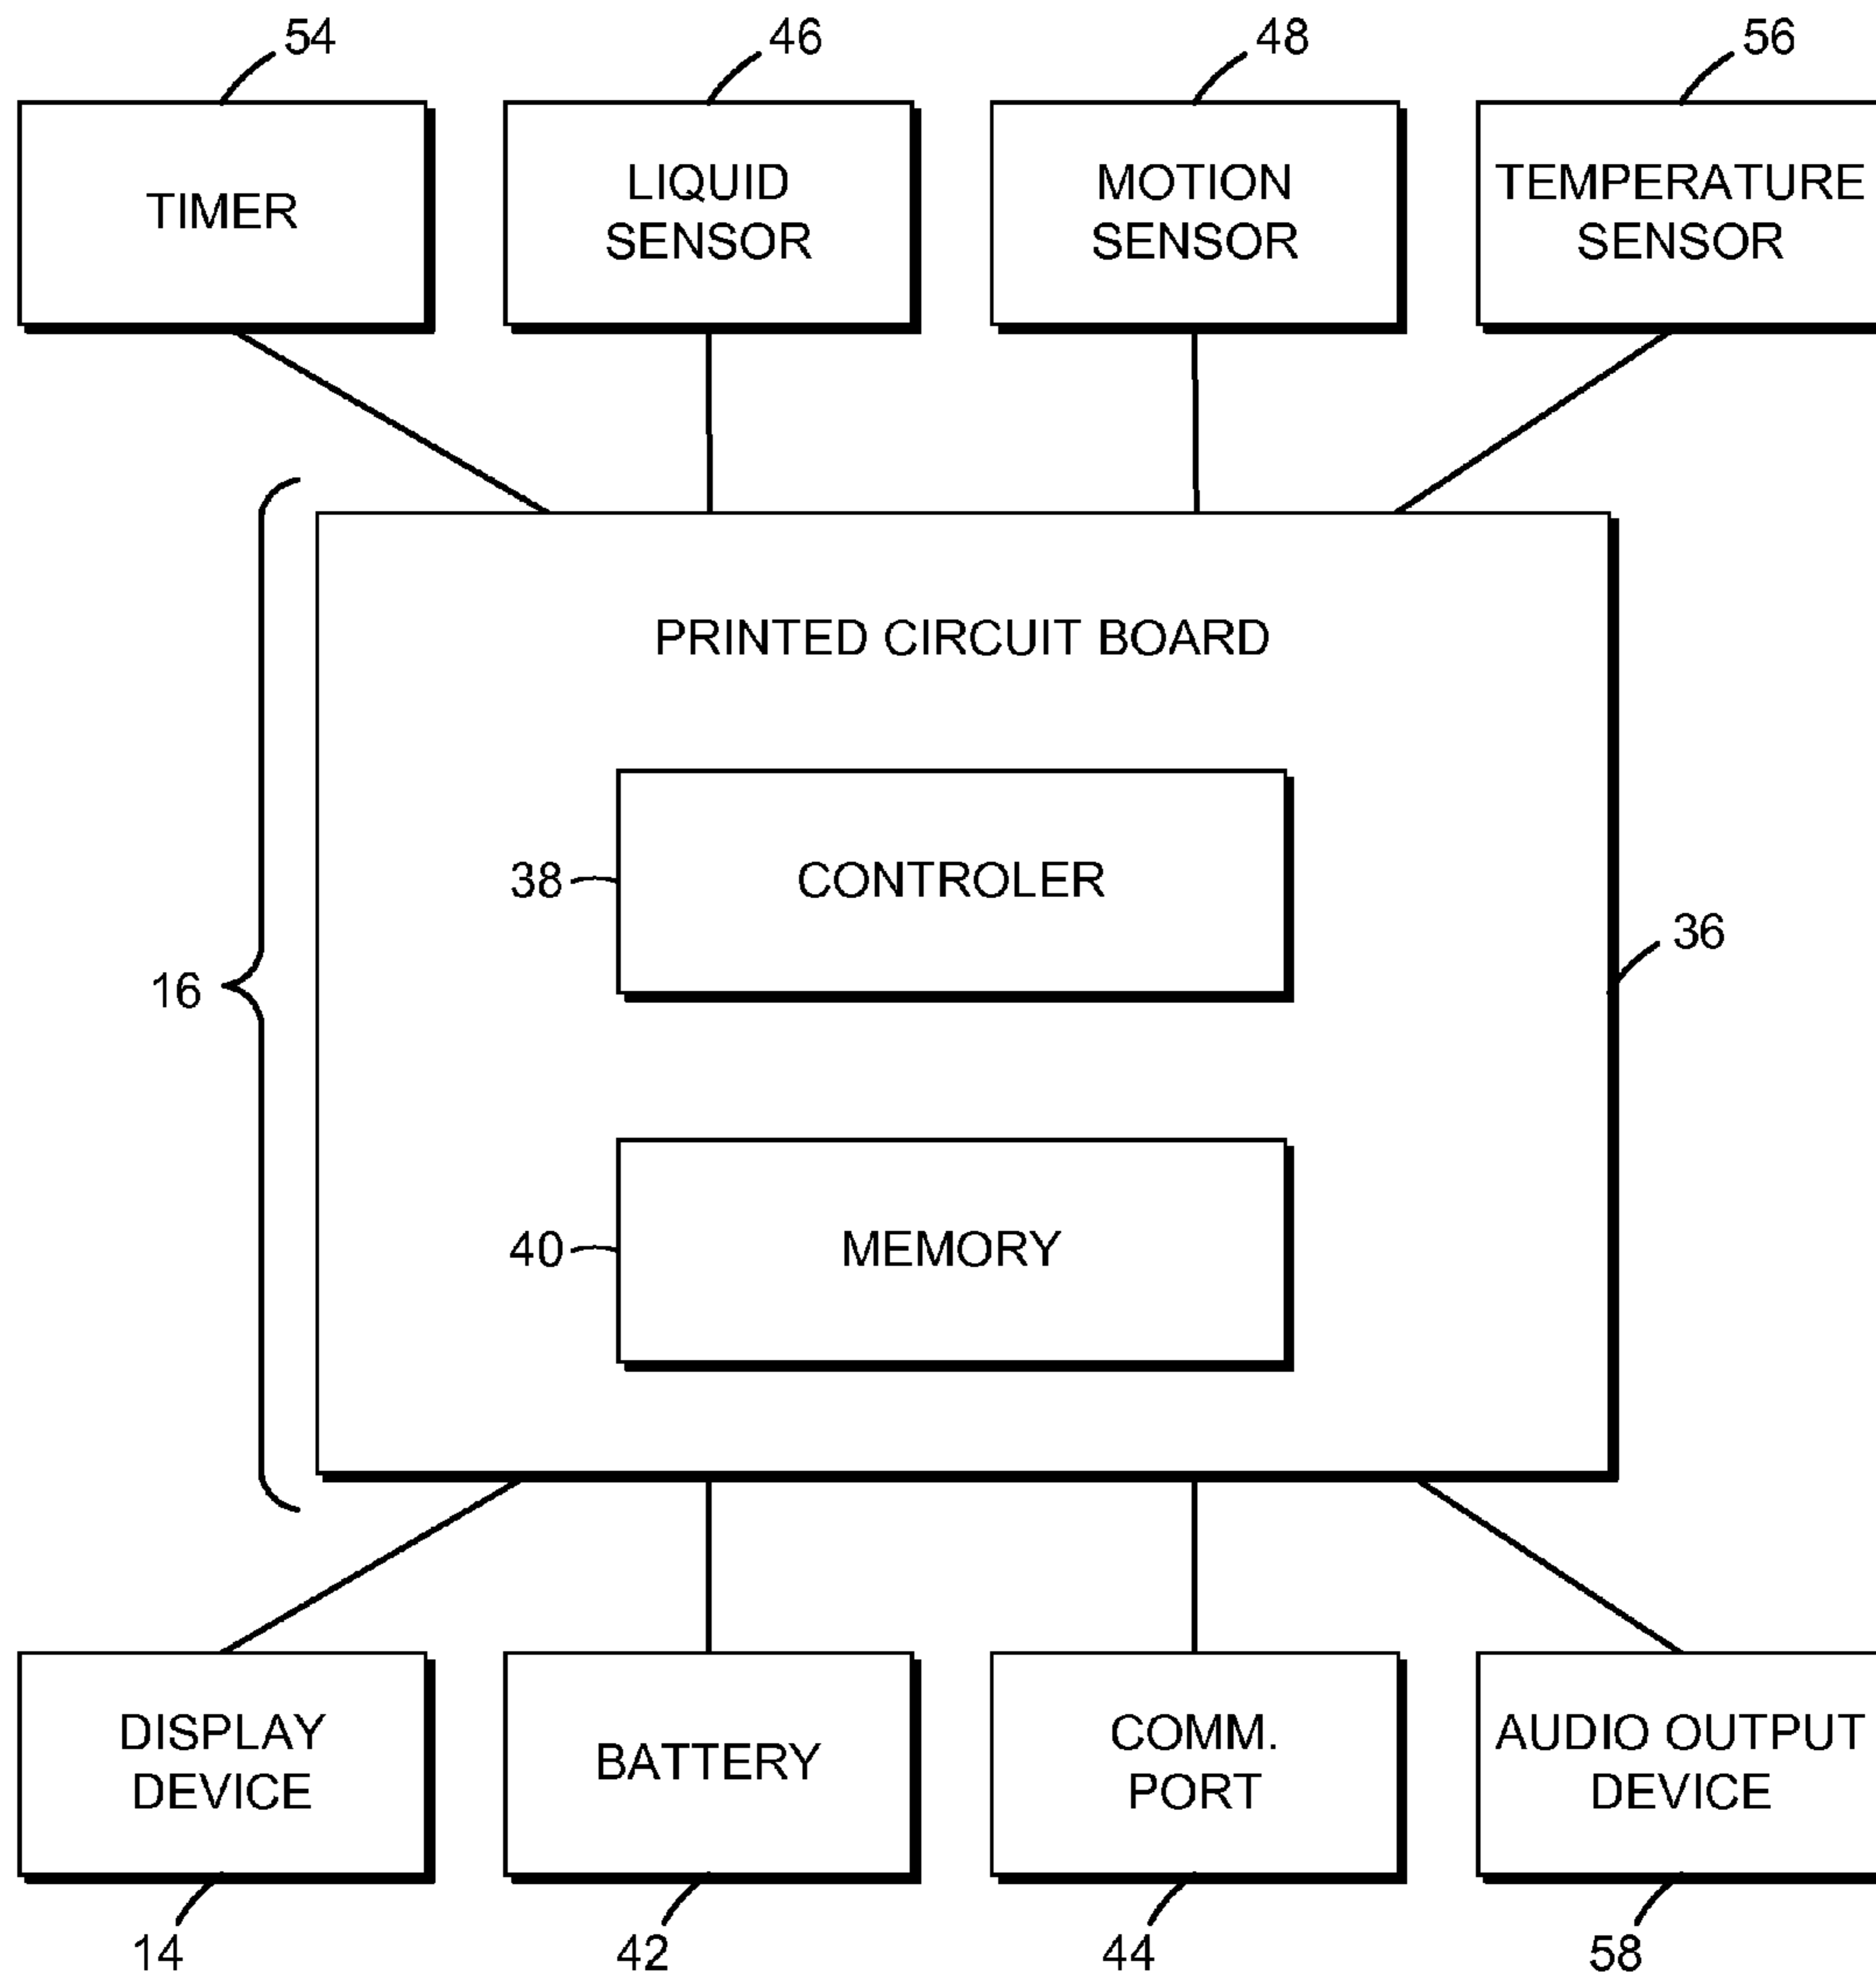 54
46
48
56
TIMER
LIQUID
SENSOR
MOTION
SENSOR
TEMPERATURE
SENSOR
PRINTED CIRCUIT BOARD
38
CONTROLER
36
16
40
MEMORY
DISPLAY
DEVICE
BATTERY
COMM.
PORT
AUDIO OUTPUT
DEVICE
14
42
44
58